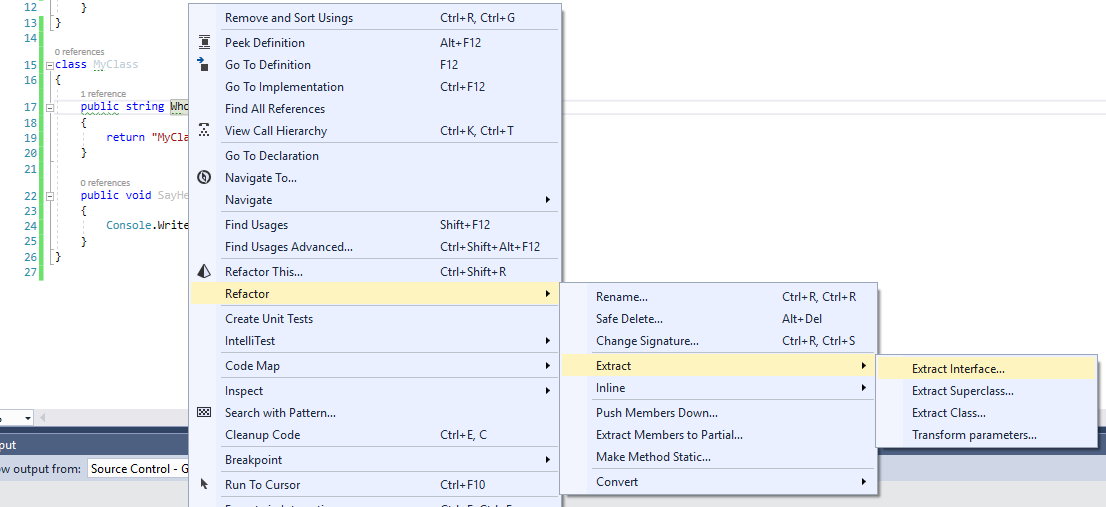 12 }
13 }
14
0 references
15 class MyClass
16 {
1 reference
17 public string Who
18 {
19 return "MyCla
20 }
21
0 references
22 public void SayHe
23 {
24 Console.Write
25 }
26 }
27
Remove and Sort Usings Ctrl+R, Ctrl+G
Peek Definition Alt+F12
Go To Definition F12
Go To Implementation Ctrl+F12
Find All References
View Call Hierarchy Ctrl+K, Ctrl+T
Go To Declaration
Navigate To...
Navigate
Find Usages Shift+F12
Find Usages Advanced... Ctrl+Shift+Alt+F12
Refactor This... Ctrl+Shift+R
Refactor
Create Unit Tests
IntelliTest
Code Map
Inspect
Search with Pattern...
Cleanup Code Ctrl+E, C
Breakpoint
Run To Cursor Ctrl+F10
Rename... Ctrl+R, Ctrl+R
Safe Delete... Alt+Del
Change Signature... Ctrl+R, Ctrl+S
Extract
Inline
Push Members Down...
Extract Members to Partial...
Make Method Static...
Convert
Extract Interface...
Extract Superclass...
Extract Class...
Transform parameters...
put
w output from: Source Control - G